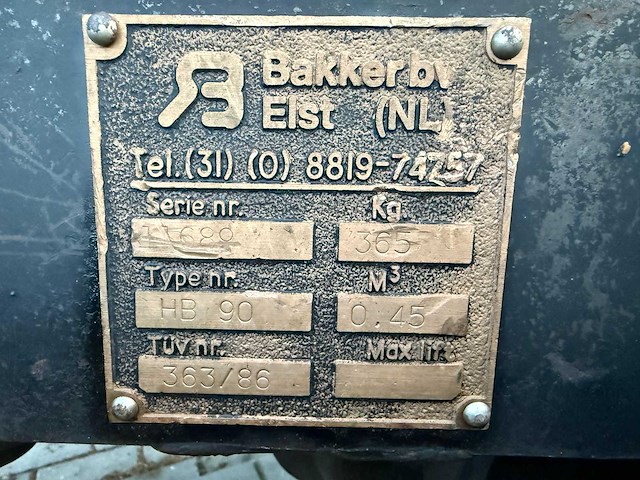 B Bakker bv
Elst (NL)
Tel.(31) (0) 8819-74757
Serie nr. Kg.
11689 365
Type nr. M³
HB 90 0.45
Tüv nr. Max ltr.
363/86